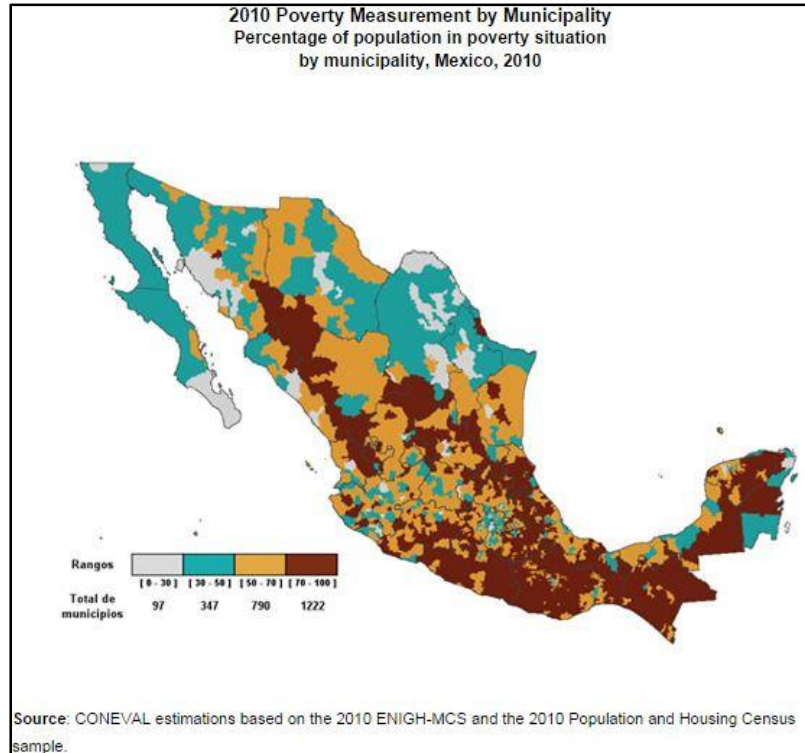 2010 Poverty Measurement by Municipality
Percentage of population in poverty situation
by municipality, Mexico, 2010
Rangos
[ 0 - 30 ] [ 30 - 50 ] [ 50 - 70 ] [ 70 - 100 ]
Total de municipios 97 347 790 1222
Source: CONEVAL estimations based on the 2010 ENIGH-MCS and the 2010 Population and Housing Census
sample.